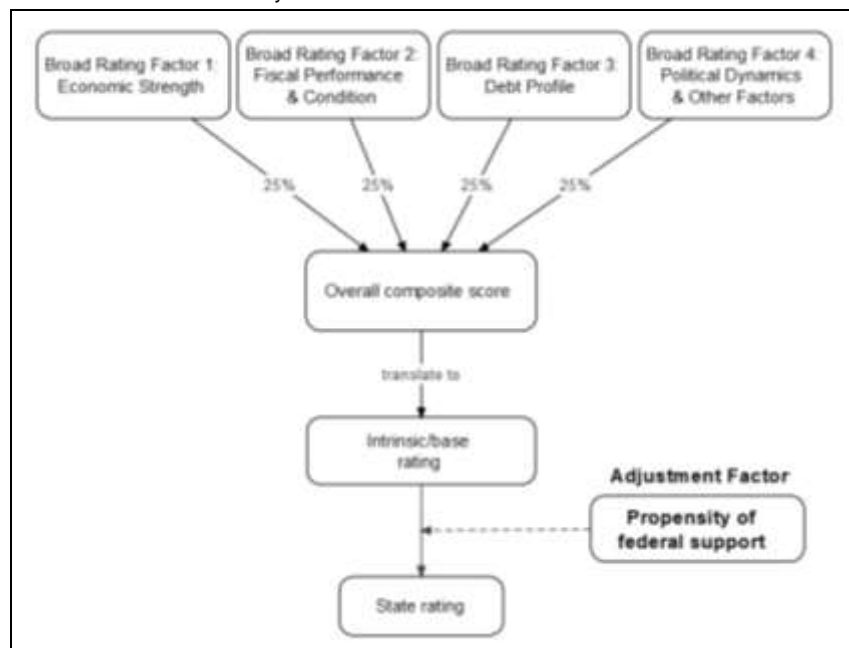 Broad Rating Factor 1:
Economic Strength
Broad Rating Factor 2:
Fiscal Performance
& Condition
Broad Rating Factor 3:
Debt Profile
Broad Rating Factor 4:
Political Dynamics
& Other Factors
25%
25%
25%
25%
Overall composite score
translate to
Intrinsic/base
rating
Adjustment Factor
Propensity of
federal support
State rating